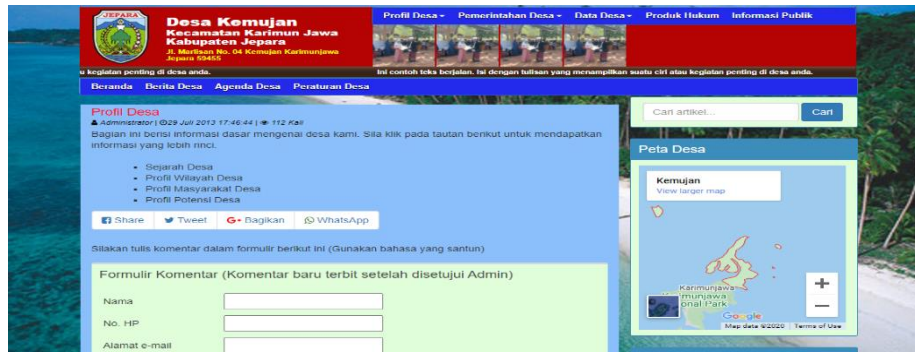 JEPARA
Desa Kemujan
Kecamatan Karimun Jawa
Kabupaten Jepara
Jl. Marlisan No. 04 Kemujan Karimunjawa
Jepara 59455
Profil Desa Pemerintahan Desa Data Desa Produk Hukum Informasi Publik
u kegiatan penting di desa anda. Ini contoh teks berjalan. Isi dengan tulisan yang menampilkan suatu ciri atau kegiatan penting di desa anda.
Beranda Berita Desa Agenda Desa Peraturan Desa
Profil Desa
Administrator | 29 Juli 2013 17:46:44 | 112 Kali
Bagian ini berisi informasi dasar mengenai desa kami. Sila klik pada tautan berikut untuk mendapatkan
informasi yang lebih rinci.
• Sejarah Desa
• Profil Wilayah Desa
• Profil Masyarakat Desa
• Profil Potensi Desa
Share Tweet G+ Bagikan WhatsApp
Silakan tulis komentar dalam formulir berikut ini (Gunakan bahasa yang santun)
Formulir Komentar (Komentar baru terbit setelah disetujui Admin)
Nama
No. HP
Alamat e-mail
Cari artikel... Cari
Peta Desa
Kemujan
View larger map
Karimunjawa
munjawa
onal Park
+
−
Google
Map data ©2020 Terms of Use